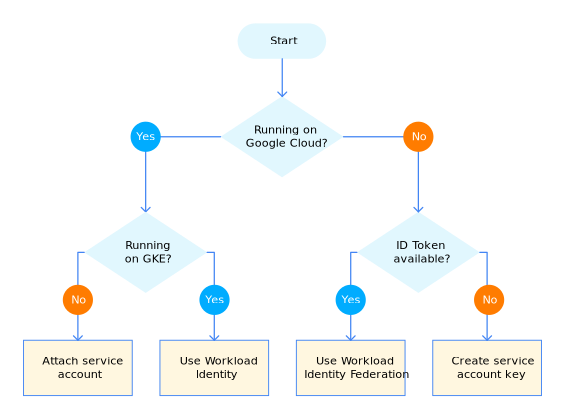 Start
Running on
Google Cloud?
Yes
No
Running
on GKE?
ID Token
available?
No
Yes
Yes
No
Attach service
account
Use Workload
Identity
Use Workload
Identity Federation
Create service
account key